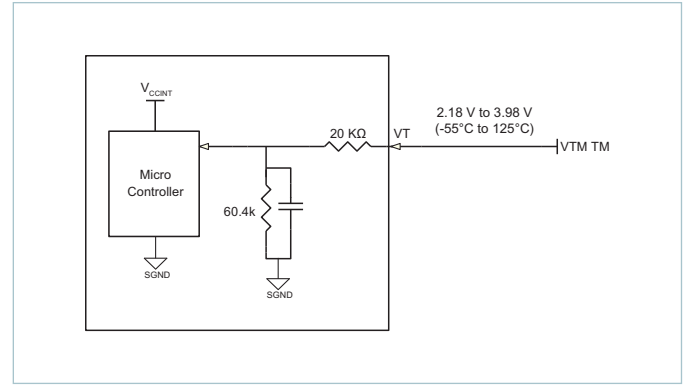 V_CCINT
2.18 V to 3.98 V
(-55°C to 125°C)
20 KΩ
VT
VTM TM
Micro
Controller
60.4k
SGND
SGND